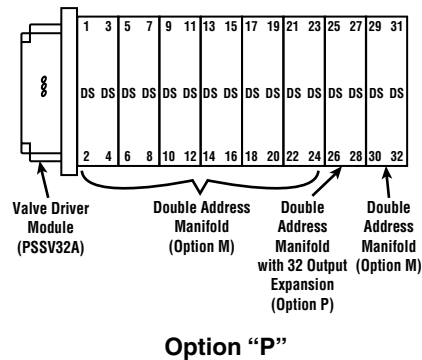 1 3 5 7 9 11 13 15 17 19 21 23 25 27 29 31
DS DS DS DS DS DS DS DS DS DS DS DS DS DS DS DS
2 4 6 8 10 12 14 16 18 20 22 24 26 28 30 32
Valve Driver
Module
(PSSV32A)
Double Address
Manifold
(Option M)
Double
Address
Manifold
with 32 Output
Expansion
(Option P)
Double
Address
Manifold
(Option M)
Option “P”